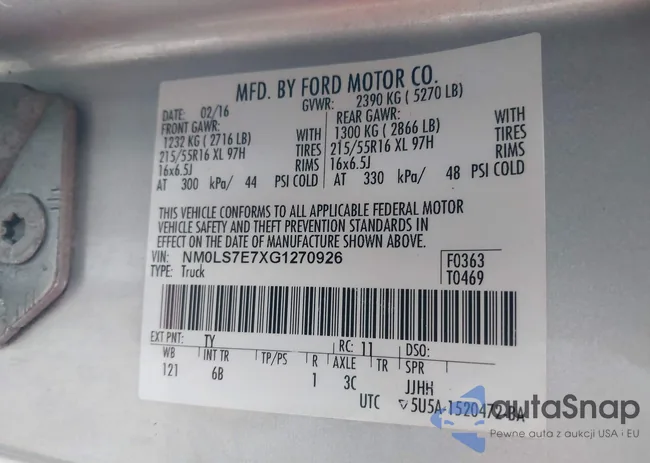 MFD. BY FORD MOTOR CO.
DATE: 02/16 GVWR: 2390 KG ( 5270 LB)
FRONT GAWR: REAR GAWR:
1232 KG ( 2716 LB) WITH 1300 KG ( 2866 LB) WITH
215/55R16 XL 97H TIRES 215/55R16 XL 97H TIRES
16x6.5J RIMS 16x6.5J RIMS
AT 300 kPa/ 44 PSI COLD AT 330 kPa/ 48 PSI COLD
THIS VEHICLE CONFORMS TO ALL APPLICABLE FEDERAL MOTOR
VEHICLE SAFETY AND THEFT PREVENTION STANDARDS IN
EFFECT ON THE DATE OF MANUFACTURE SHOWN ABOVE.
VIN: NM0LS7E7XG1270926 F0363
TYPE: Truck T0469
EXT PNT: TY RC: 11 DSO:
WB INT TR TP/PS R AXLE TR SPR
121 6B 1 3C JJHH
UTC ▽5U5A-1520472-BA
autoSnap
Pewne auta z aukcji USA i EU